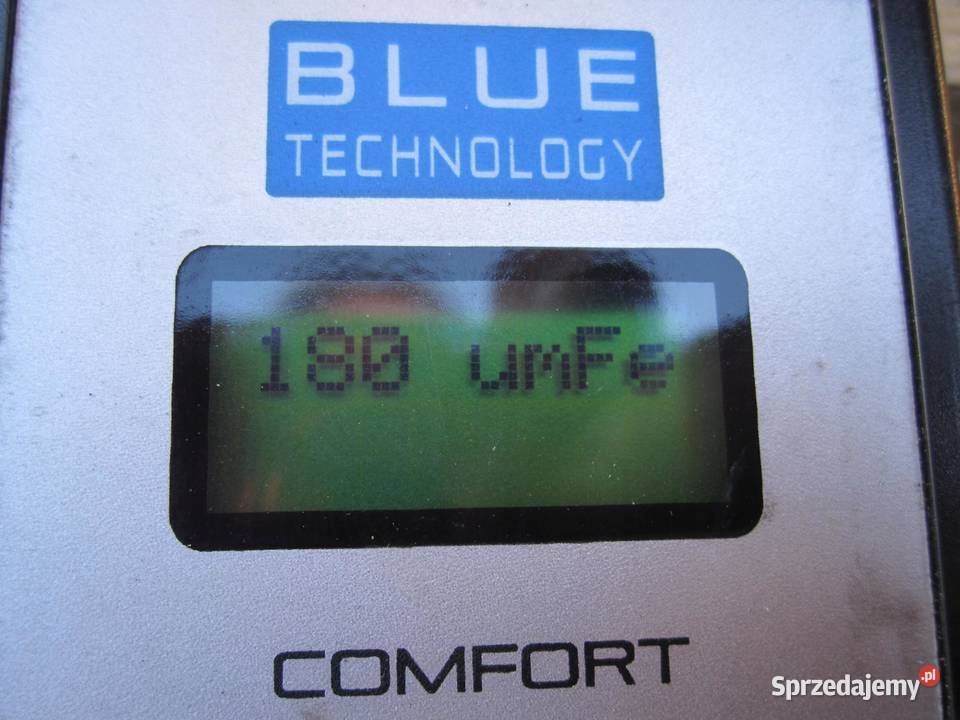 BLUE
TECHNOLOGY
180 umFe
COMFORT
Sprzedajemy.pl